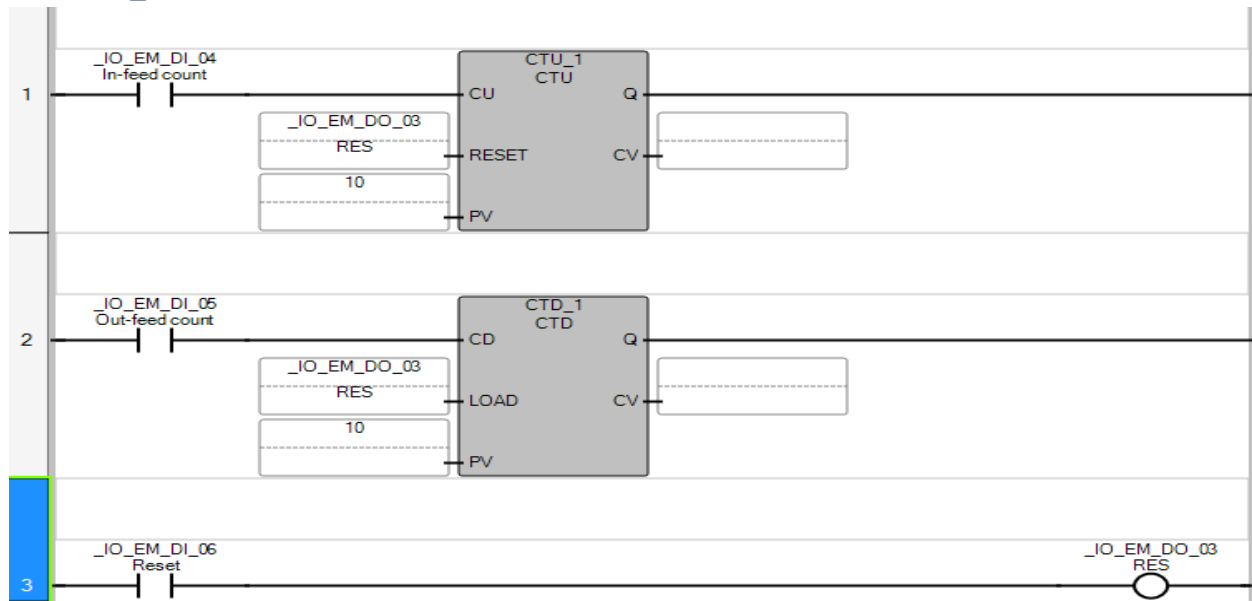 _IO_EM_DI_04
In-feed count
CTU_1
CTU
1
CU Q
_IO_EM_DO_03
RES
RESET CV
10
PV
_IO_EM_DI_05
Out-feed count
CTD_1
CTD
2
CD Q
_IO_EM_DO_03
RES
LOAD CV
10
PV
_IO_EM_DI_06
Reset
_IO_EM_DO_03
RES
3